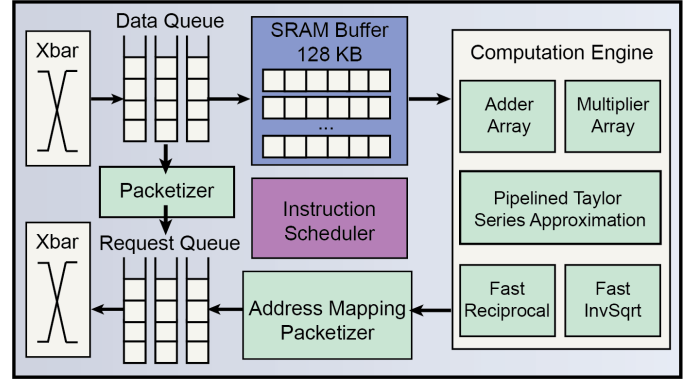 Data Queue
Xbar
SRAM Buffer
128 KB
...
Computation Engine
Adder
Array
Multiplier
Array
Packetizer
Pipelined Taylor
Series Approximation
Instruction
Scheduler
Xbar
Request Queue
Address Mapping
Packetizer
Fast
Reciprocal
Fast
InvSqrt